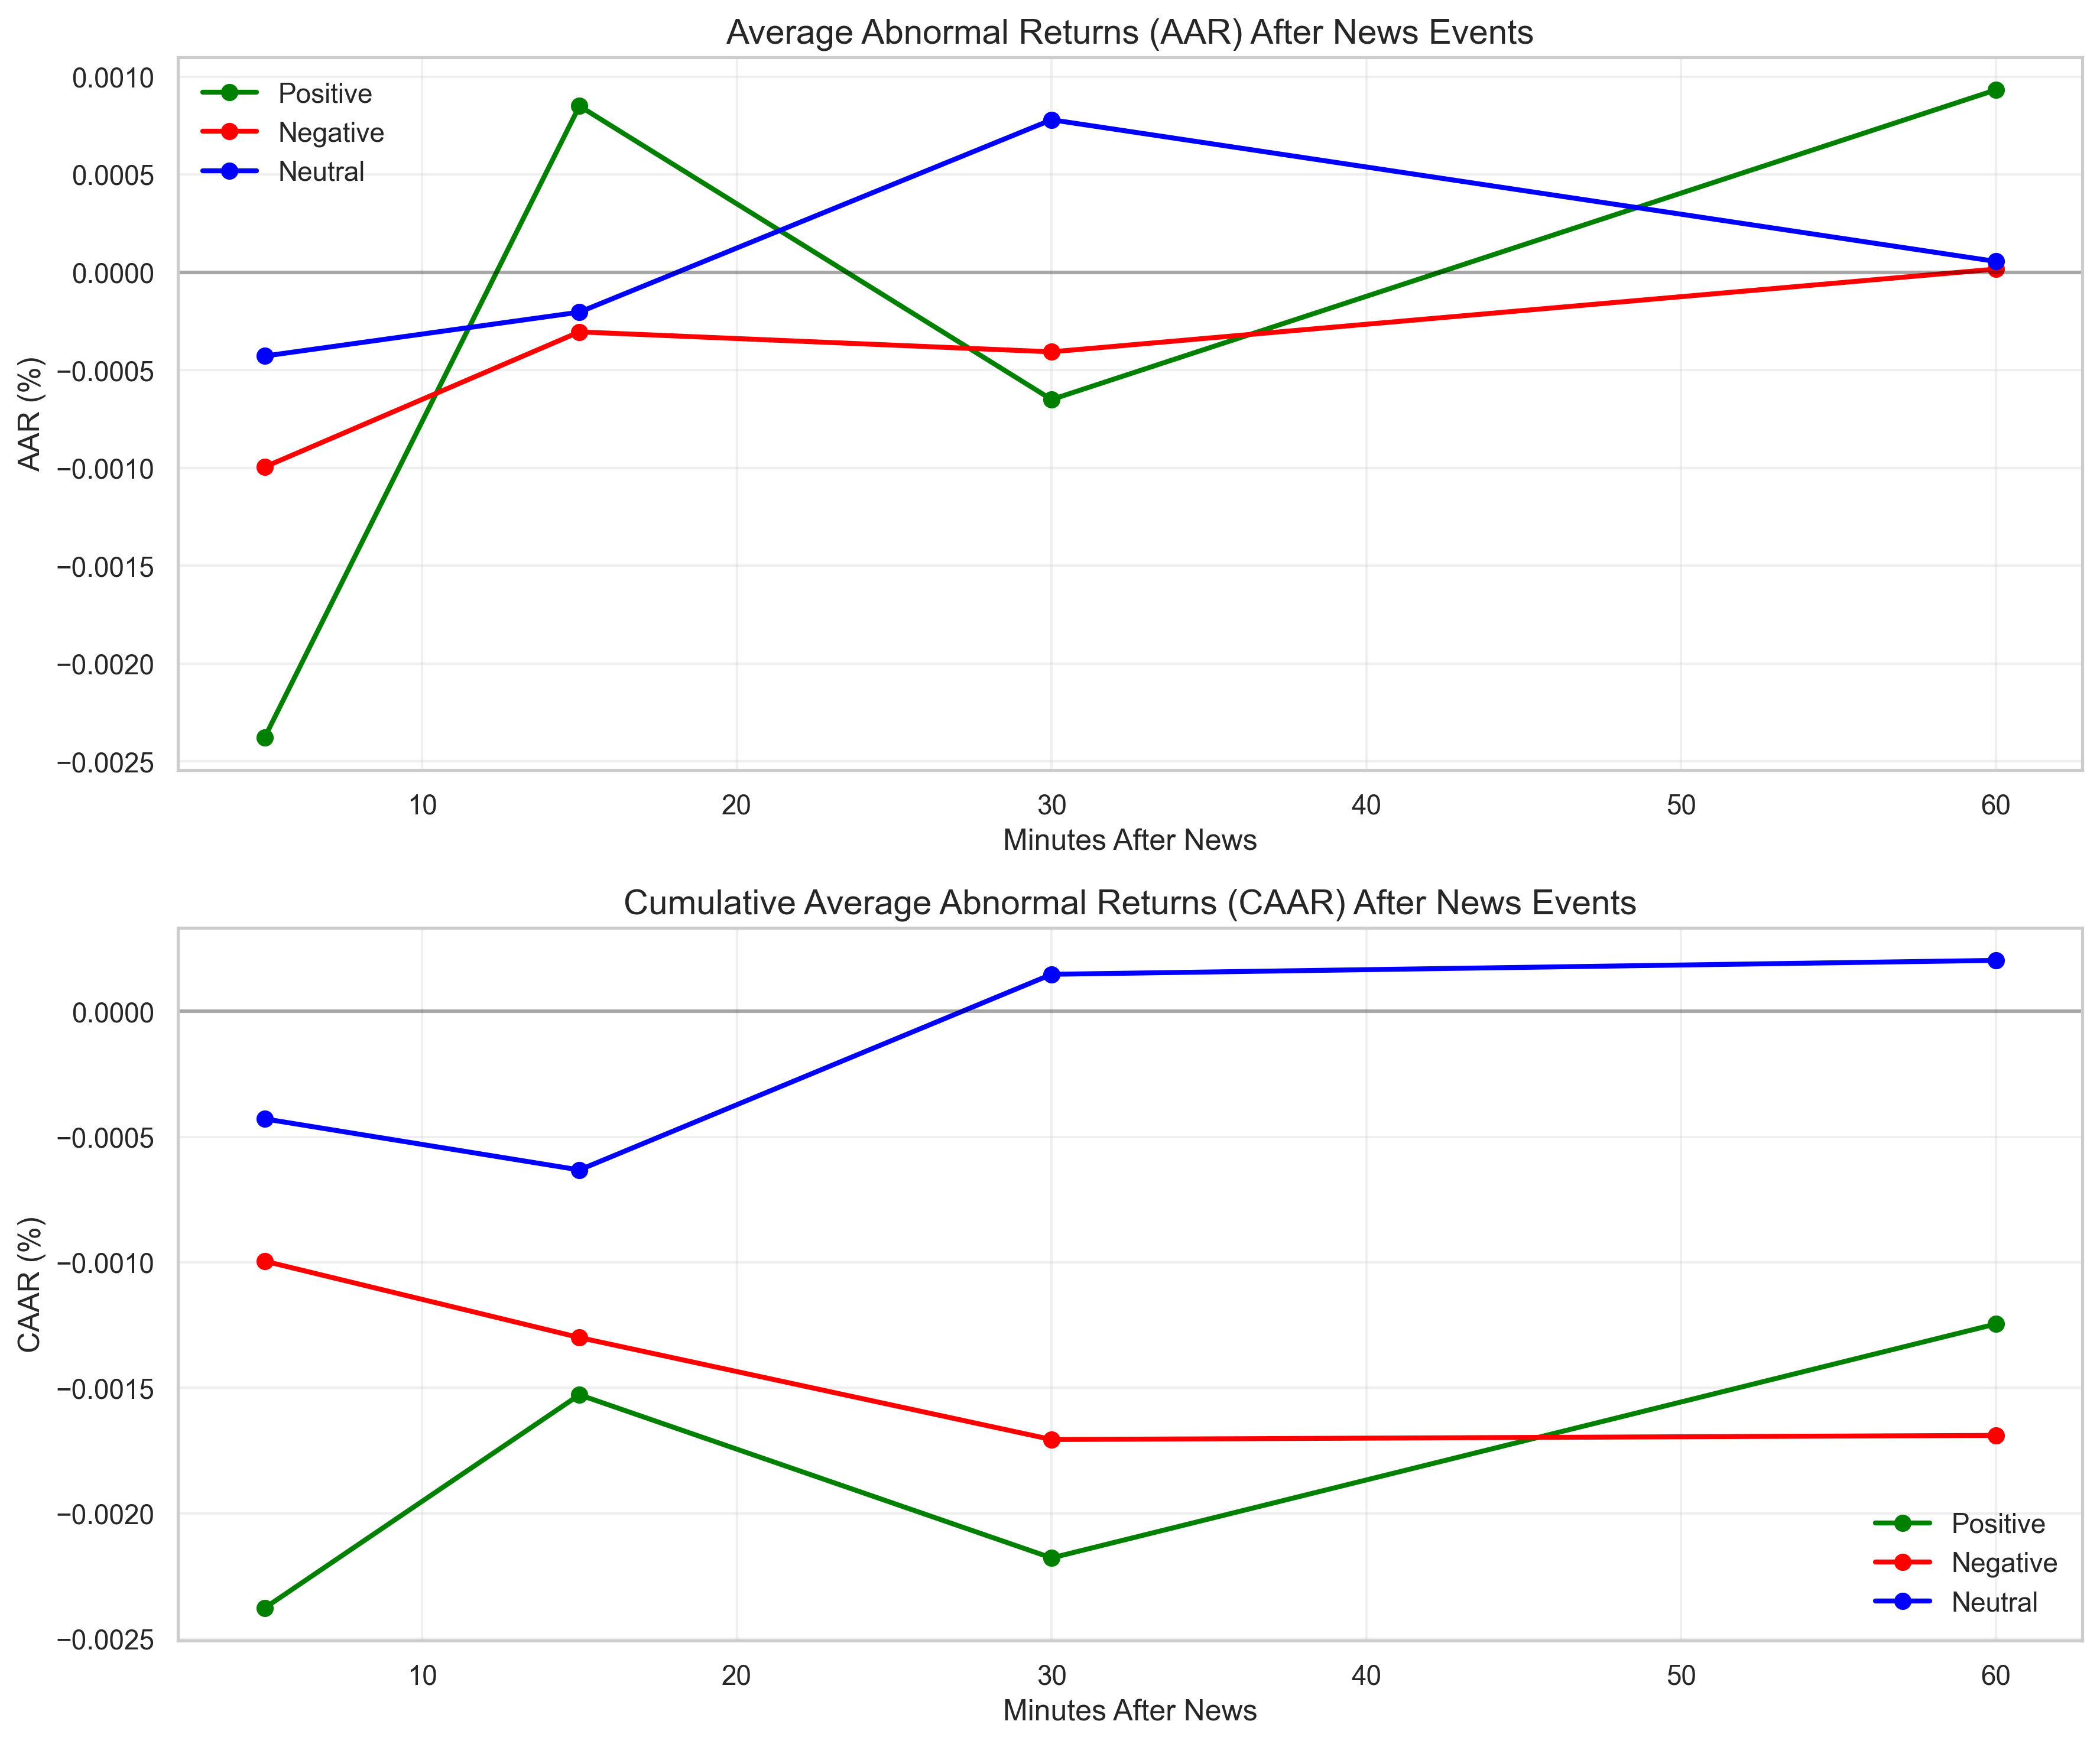 Average Abnormal Returns (AAR) After News Events
0.0010
0.0005
0.0000
−0.0005
−0.0010
−0.0015
−0.0020
−0.0025
AAR (%)
Positive
Negative
Neutral
10 20 30 40 50 60
Minutes After News
Cumulative Average Abnormal Returns (CAAR) After News Events
0.0000
−0.0005
−0.0010
−0.0015
−0.0020
−0.0025
CAAR (%)
Positive
Negative
Neutral
10 20 30 40 50 60
Minutes After News